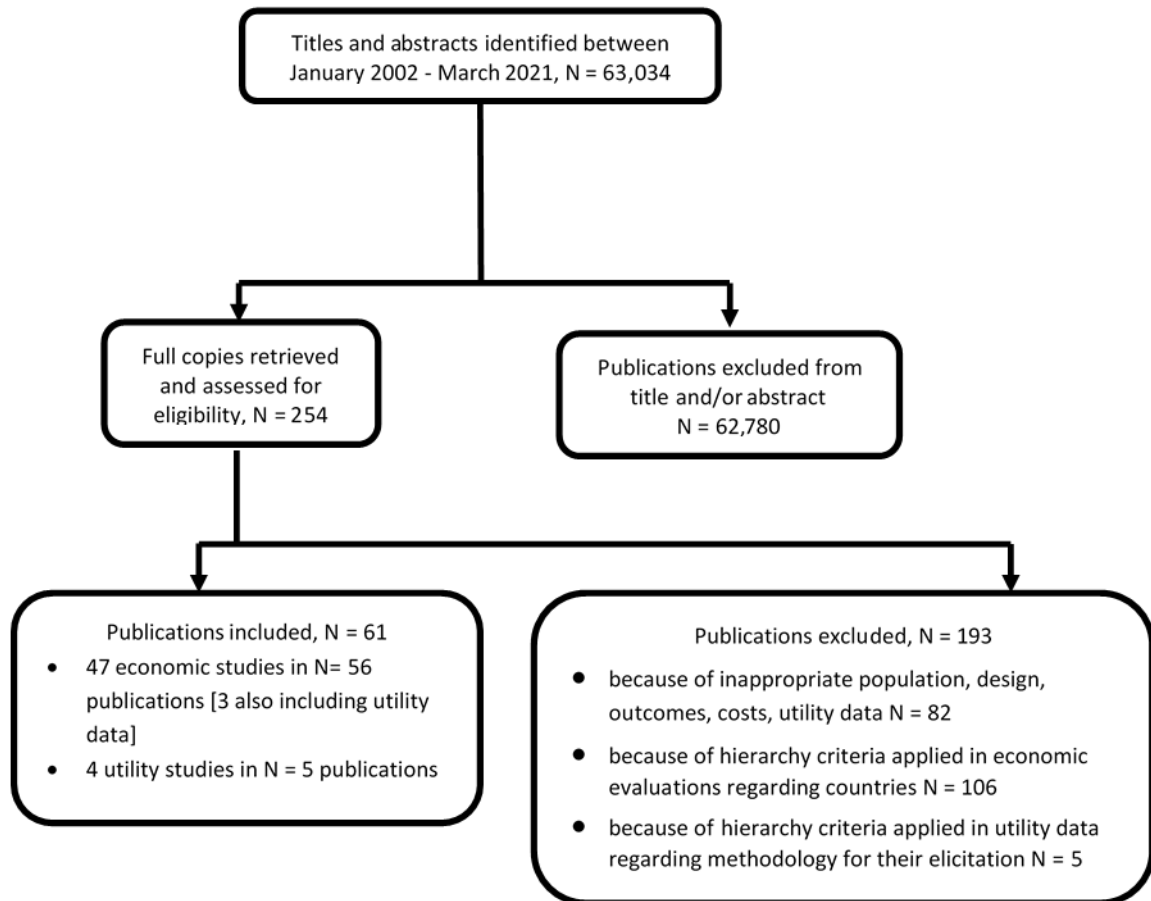 Titles and abstracts identified between
January 2002 - March 2021, N = 63,034
Full copies retrieved
and assessed for
eligibility, N = 254
Publications excluded from
title and/or abstract
N = 62,780
Publications included, N = 61
• 47 economic studies in N= 56
publications [3 also including utility
data]
• 4 utility studies in N = 5 publications
Publications excluded, N = 193
• because of inappropriate population, design,
outcomes, costs, utility data N = 82
• because of hierarchy criteria applied in economic
evaluations regarding countries N = 106
• because of hierarchy criteria applied in utility data
regarding methodology for their elicitation N = 5